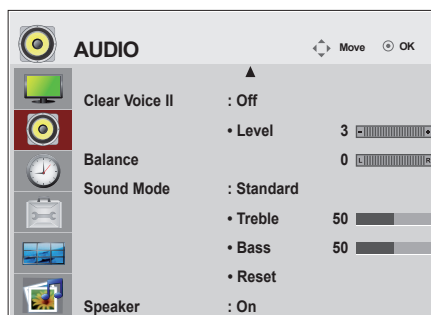 AUDIO Move OK
Clear Voice II : Off
• Level 3 - +
Balance 0 L R
Sound Mode : Standard
• Treble 50
• Bass 50
• Reset
Speaker : On